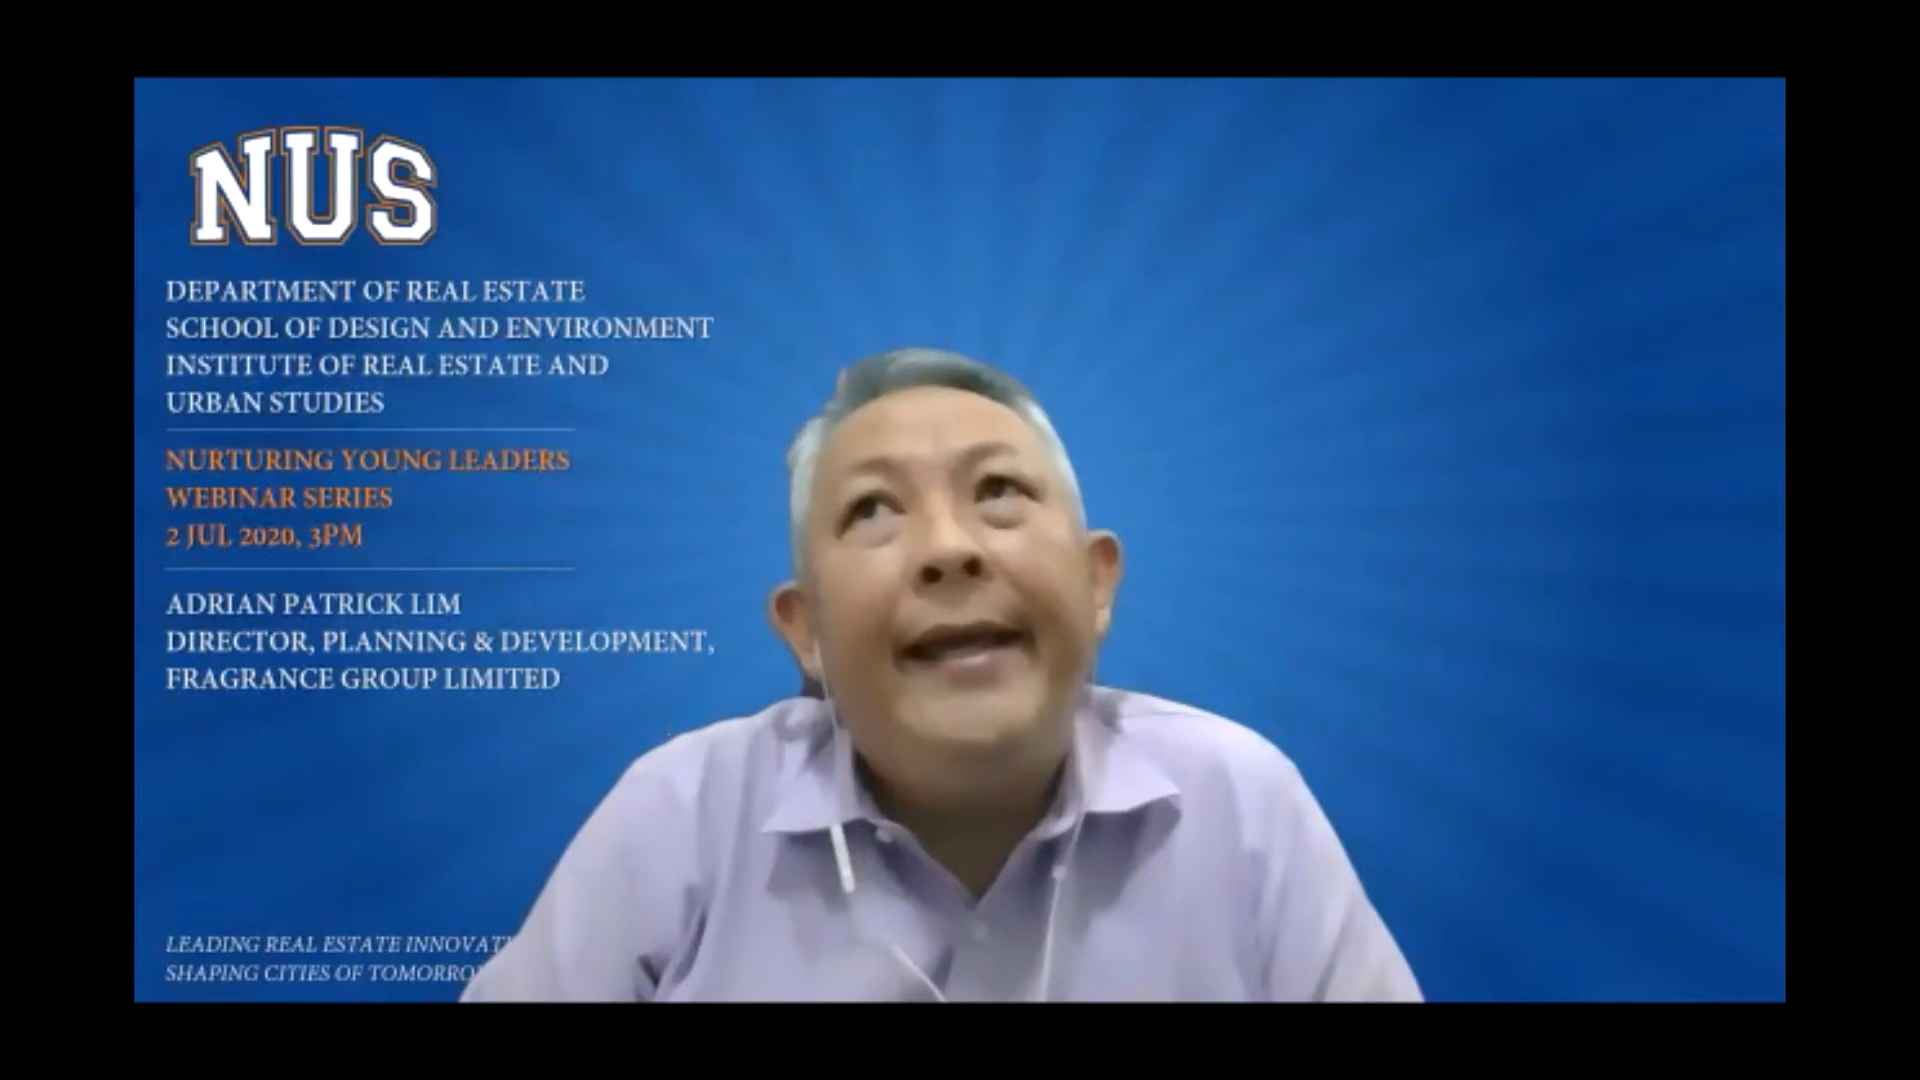 NUS
DEPARTMENT OF REAL ESTATE
SCHOOL OF DESIGN AND ENVIRONMENT
INSTITUTE OF REAL ESTATE AND
URBAN STUDIES
NURTURING YOUNG LEADERS
WEBINAR SERIES
2 JUL 2020, 3PM
ADRIAN PATRICK LIM
DIRECTOR, PLANNING & DEVELOPMENT,
FRAGRANCE GROUP LIMITED
LEADING REAL ESTATE
SHAPING CITIES OF